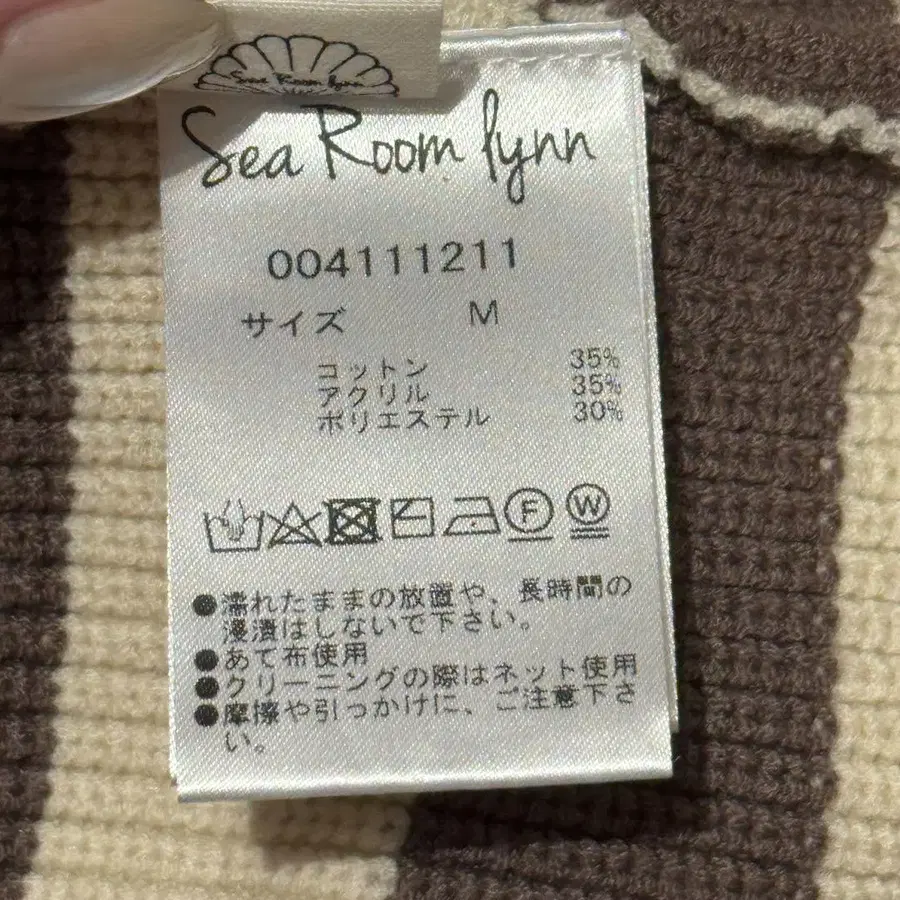 Sea Room lynn
Sea Room lynn
004111211
サイズ M
コットン 35%
アクリル 35%
ポリエステル 30%
F W
●濡れたままの放置や、長時間の
浸漬はしないで下さい。
●あて布使用
●クリーニングの際はネット使用
●摩擦や引っかけに、ご注意下さ
い。